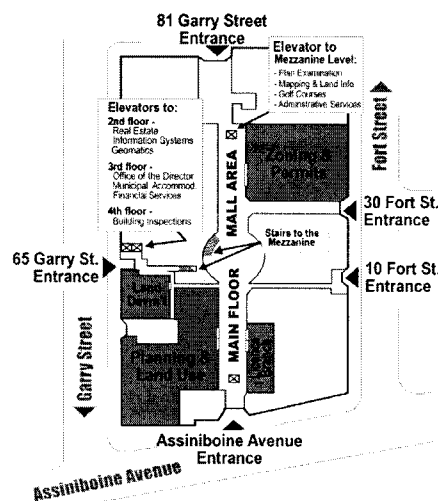 81 Garry Street
Entrance
Elevator to
Mezzanine Level:
- Plan Examination
- Mapping & Land Info
- Golf Courses
- Adminstrative Services
Elevators to:
2nd floor -
Real Estate
Information Systems
Geomatics
3rd floor -
Office of the Director
Municipal Accommod.
Financial Services
4th floor -
Building Inspections
Fort Street
MALL AREA
Zoning &
Permits
30 Fort St.
Entrance
Stairs to the
Mezzanine
65 Garry St.
Entrance
10 Fort St.
Entrance
Land
MAIN FLOOR
Planning &
Land Use
Garry Street
Assiniboine Avenue
Entrance
Assiniboine Avenue